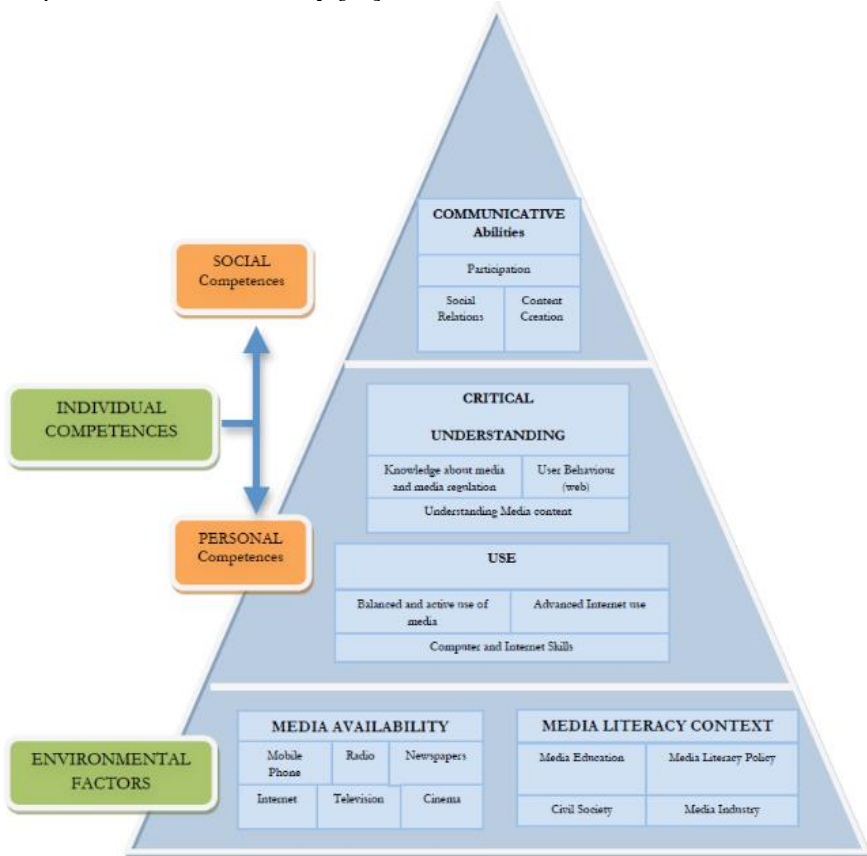 COMMUNICATIVE
Abilities
Participation
Social
Relations
Content
Creation
SOCIAL
Competences
INDIVIDUAL
COMPETENCES
CRITICAL
UNDERSTANDING
Knowledge about media
and media regulation
User Behaviour
(web)
Understanding Media content
PERSONAL
Competences
USE
Balanced and active use of
media
Advanced Internet use
Computer and Internet Skills
ENVIRONMENTAL
FACTORS
MEDIA AVAILABILITY
Mobile
Phone
Radio
Newspapers
Internet
Television
Cinema
MEDIA LITERACY CONTEXT
Media Education
Media Literacy Policy
Civil Society
Media Industry